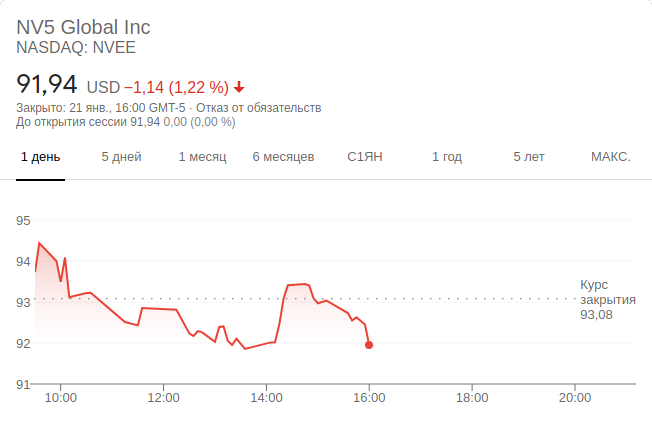 NV5 Global Inc
NASDAQ: NVEE
91,94 USD −1,14 (1,22 %)
Закрыто: 21 янв., 16:00 GMT-5 · Отказ от обязательств
До открытия сессии 91,94 0,00 (0,00 %)
1 день 5 дней 1 месяц 6 месяцев С1ЯН 1 год 5 лет МАКС.
95
94
Курс
закрытия
93,08
93
92
91
10:00 12:00 14:00 16:00 18:00 20:00